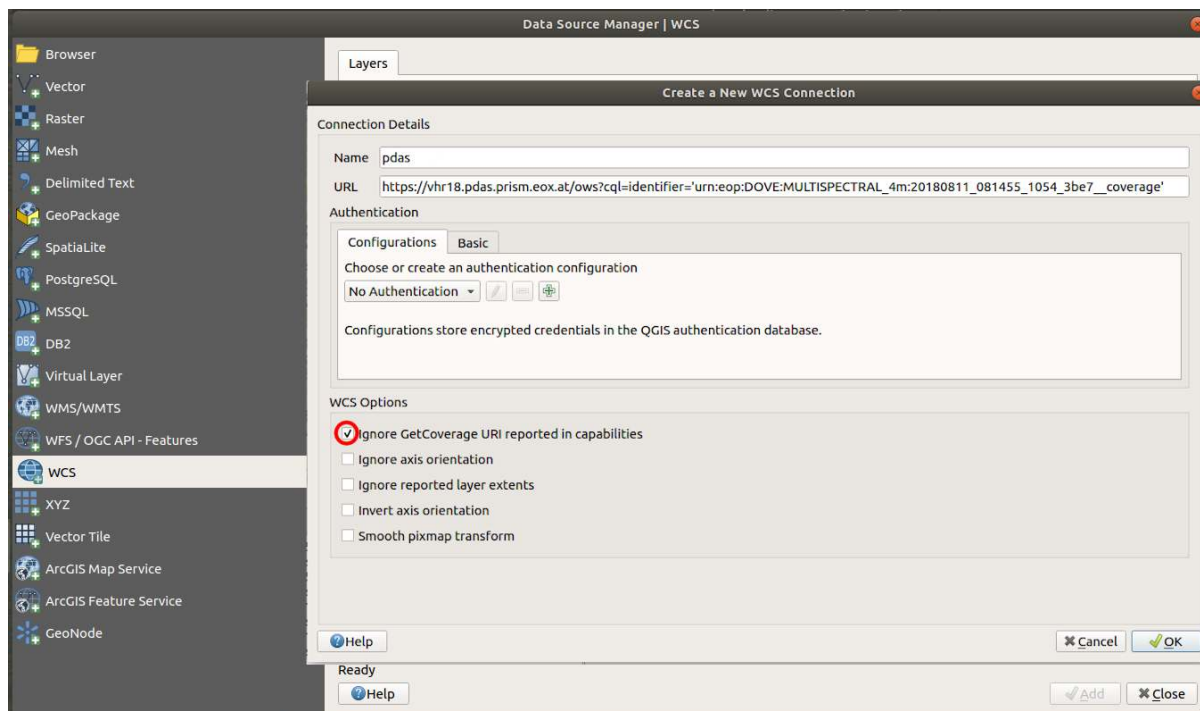 Data Source Manager | WCS
Browser
Vector
Raster
Mesh
Delimited Text
GeoPackage
SpatiaLite
PostgreSQL
MSSQL
DB2 DB2
Virtual Layer
WMS/WMTS
WFS / OGC API - Features
WCS
XYZ
Vector Tile
ArcGIS Map Service
ArcGIS Feature Service
GeoNode
Layers
Create a New WCS Connection
Connection Details
Name pdas
URL https://vhr18.pdas.prism.eox.at/ows?cql=identifier='urn:eop:DOVE:MULTISPECTRAL_4m:20180811_081455_1054_3be7__coverage'
Authentication
Configurations Basic
Choose or create an authentication configuration
No Authentication
Configurations store encrypted credentials in the QGIS authentication database.
WCS Options
Ignore GetCoverage URI reported in capabilities
Ignore axis orientation
Ignore reported layer extents
Invert axis orientation
Smooth pixmap transform
Help Cancel OK
Ready
Help Add Close